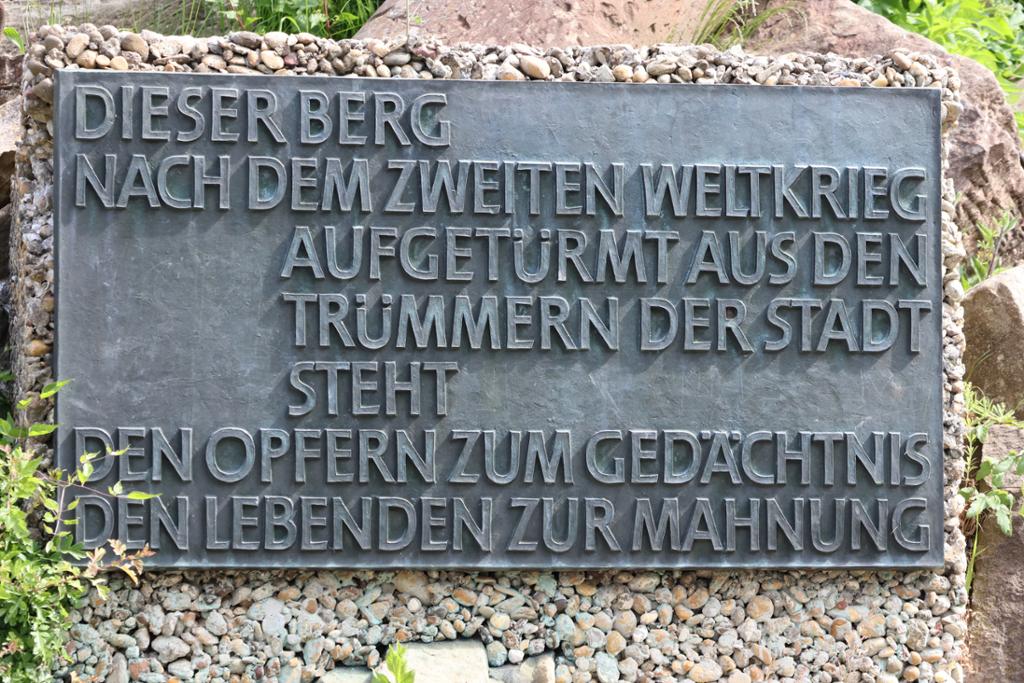 DIESER BERG
NACH DEM ZWEITEN WELTKRIEG
AUFGETÜRMT AUS DEN
TRÜMMERN DER STADT
STEHT
DEN OPFERN ZUM GEDÄCHTNIS
DEN LEBENDEN ZUR MAHNUNG